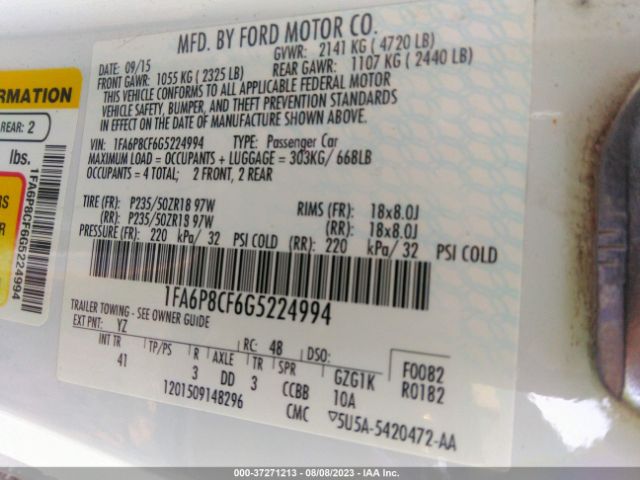 MFD. BY FORD MOTOR CO.
DATE: 09/15 GVWR: 2141 KG ( 4720 LB)
FRONT GAWR: 1055 KG ( 2325 LB) REAR GAWR: 1107 KG ( 2440 LB)
THIS VEHICLE CONFORMS TO ALL APPLICABLE FEDERAL MOTOR
VEHICLE SAFETY, BUMPER, AND THEFT PREVENTION STANDARDS
IN EFFECT ON THE DATE OF MANUFACTURE SHOWN ABOVE.
VIN: 1FA6P8CF6G5224994 TYPE: Passenger Car
MAXIMUM LOAD = OCCUPANTS + LUGGAGE = 303KG/ 668LB
OCCUPANTS = 4 TOTAL; 2 FRONT, 2 REAR
TIRE (FR): P235/50ZR18 97W RIMS (FR): 18x8.0J
(RR): P235/50ZR18 97W (RR): 18x8.0J
PRESSURE (FR): 220 kPa/ 32 PSI COLD (RR): 220 kPa/ 32 PSI COLD
1FA6P8CF6G5224994
TRAILER TOWING - SEE OWNER GUIDE
EXT PNT: YZ RC: 48 DSO: F0082
INT TR TP/PS R AXLE TR SPR GZG1K R0182
41 3 DD 3 CCBB 10A
1201509148296 CMC ▽5U5A-5420472-AA
ORMATION
REAR: 2
lbs.
1FA6P8CF6G5224994
000-37271213 - 08/08/2023 - IAA Inc.